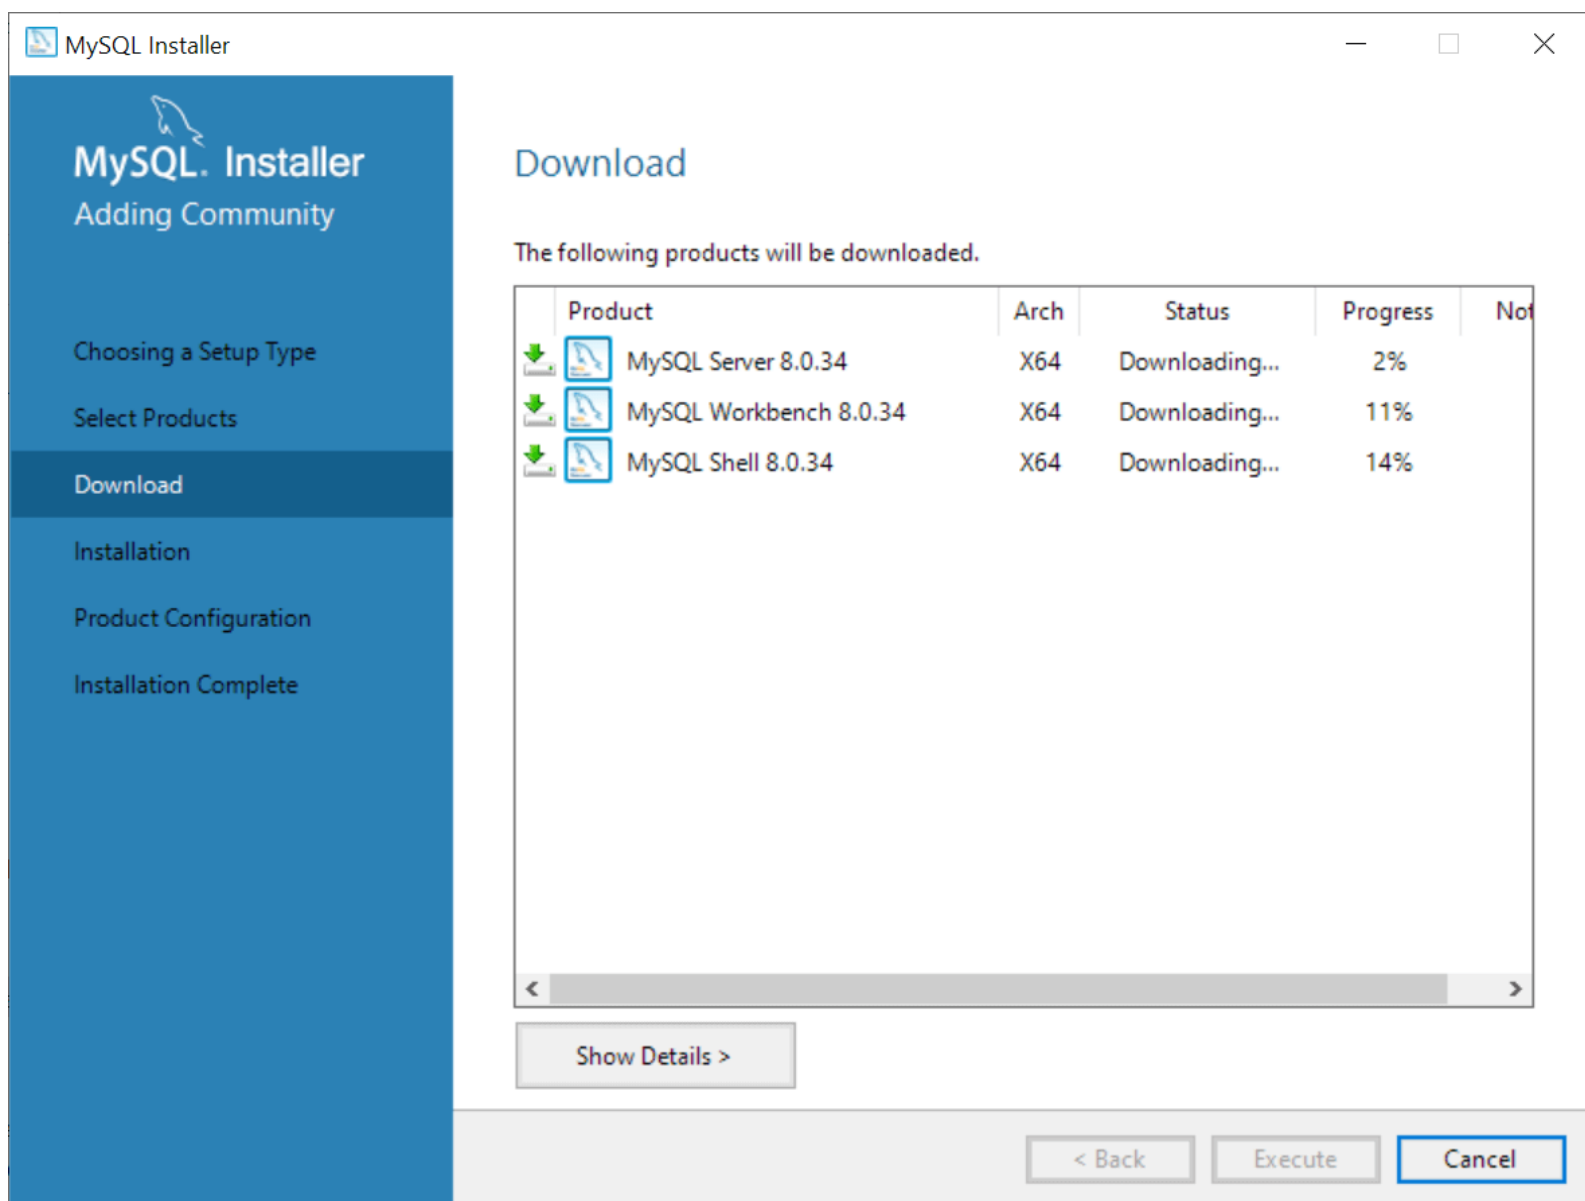 MySQL Installer
MySQL. Installer
Adding Community
Choosing a Setup Type
Select Products
Download
Installation
Product Configuration
Installation Complete
Download
The following products will be downloaded.
Product Arch Status Progress Not
MySQL Server 8.0.34 X64 Downloading... 2%
MySQL Workbench 8.0.34 X64 Downloading... 11%
MySQL Shell 8.0.34 X64 Downloading... 14%
Show Details >
< Back Execute Cancel